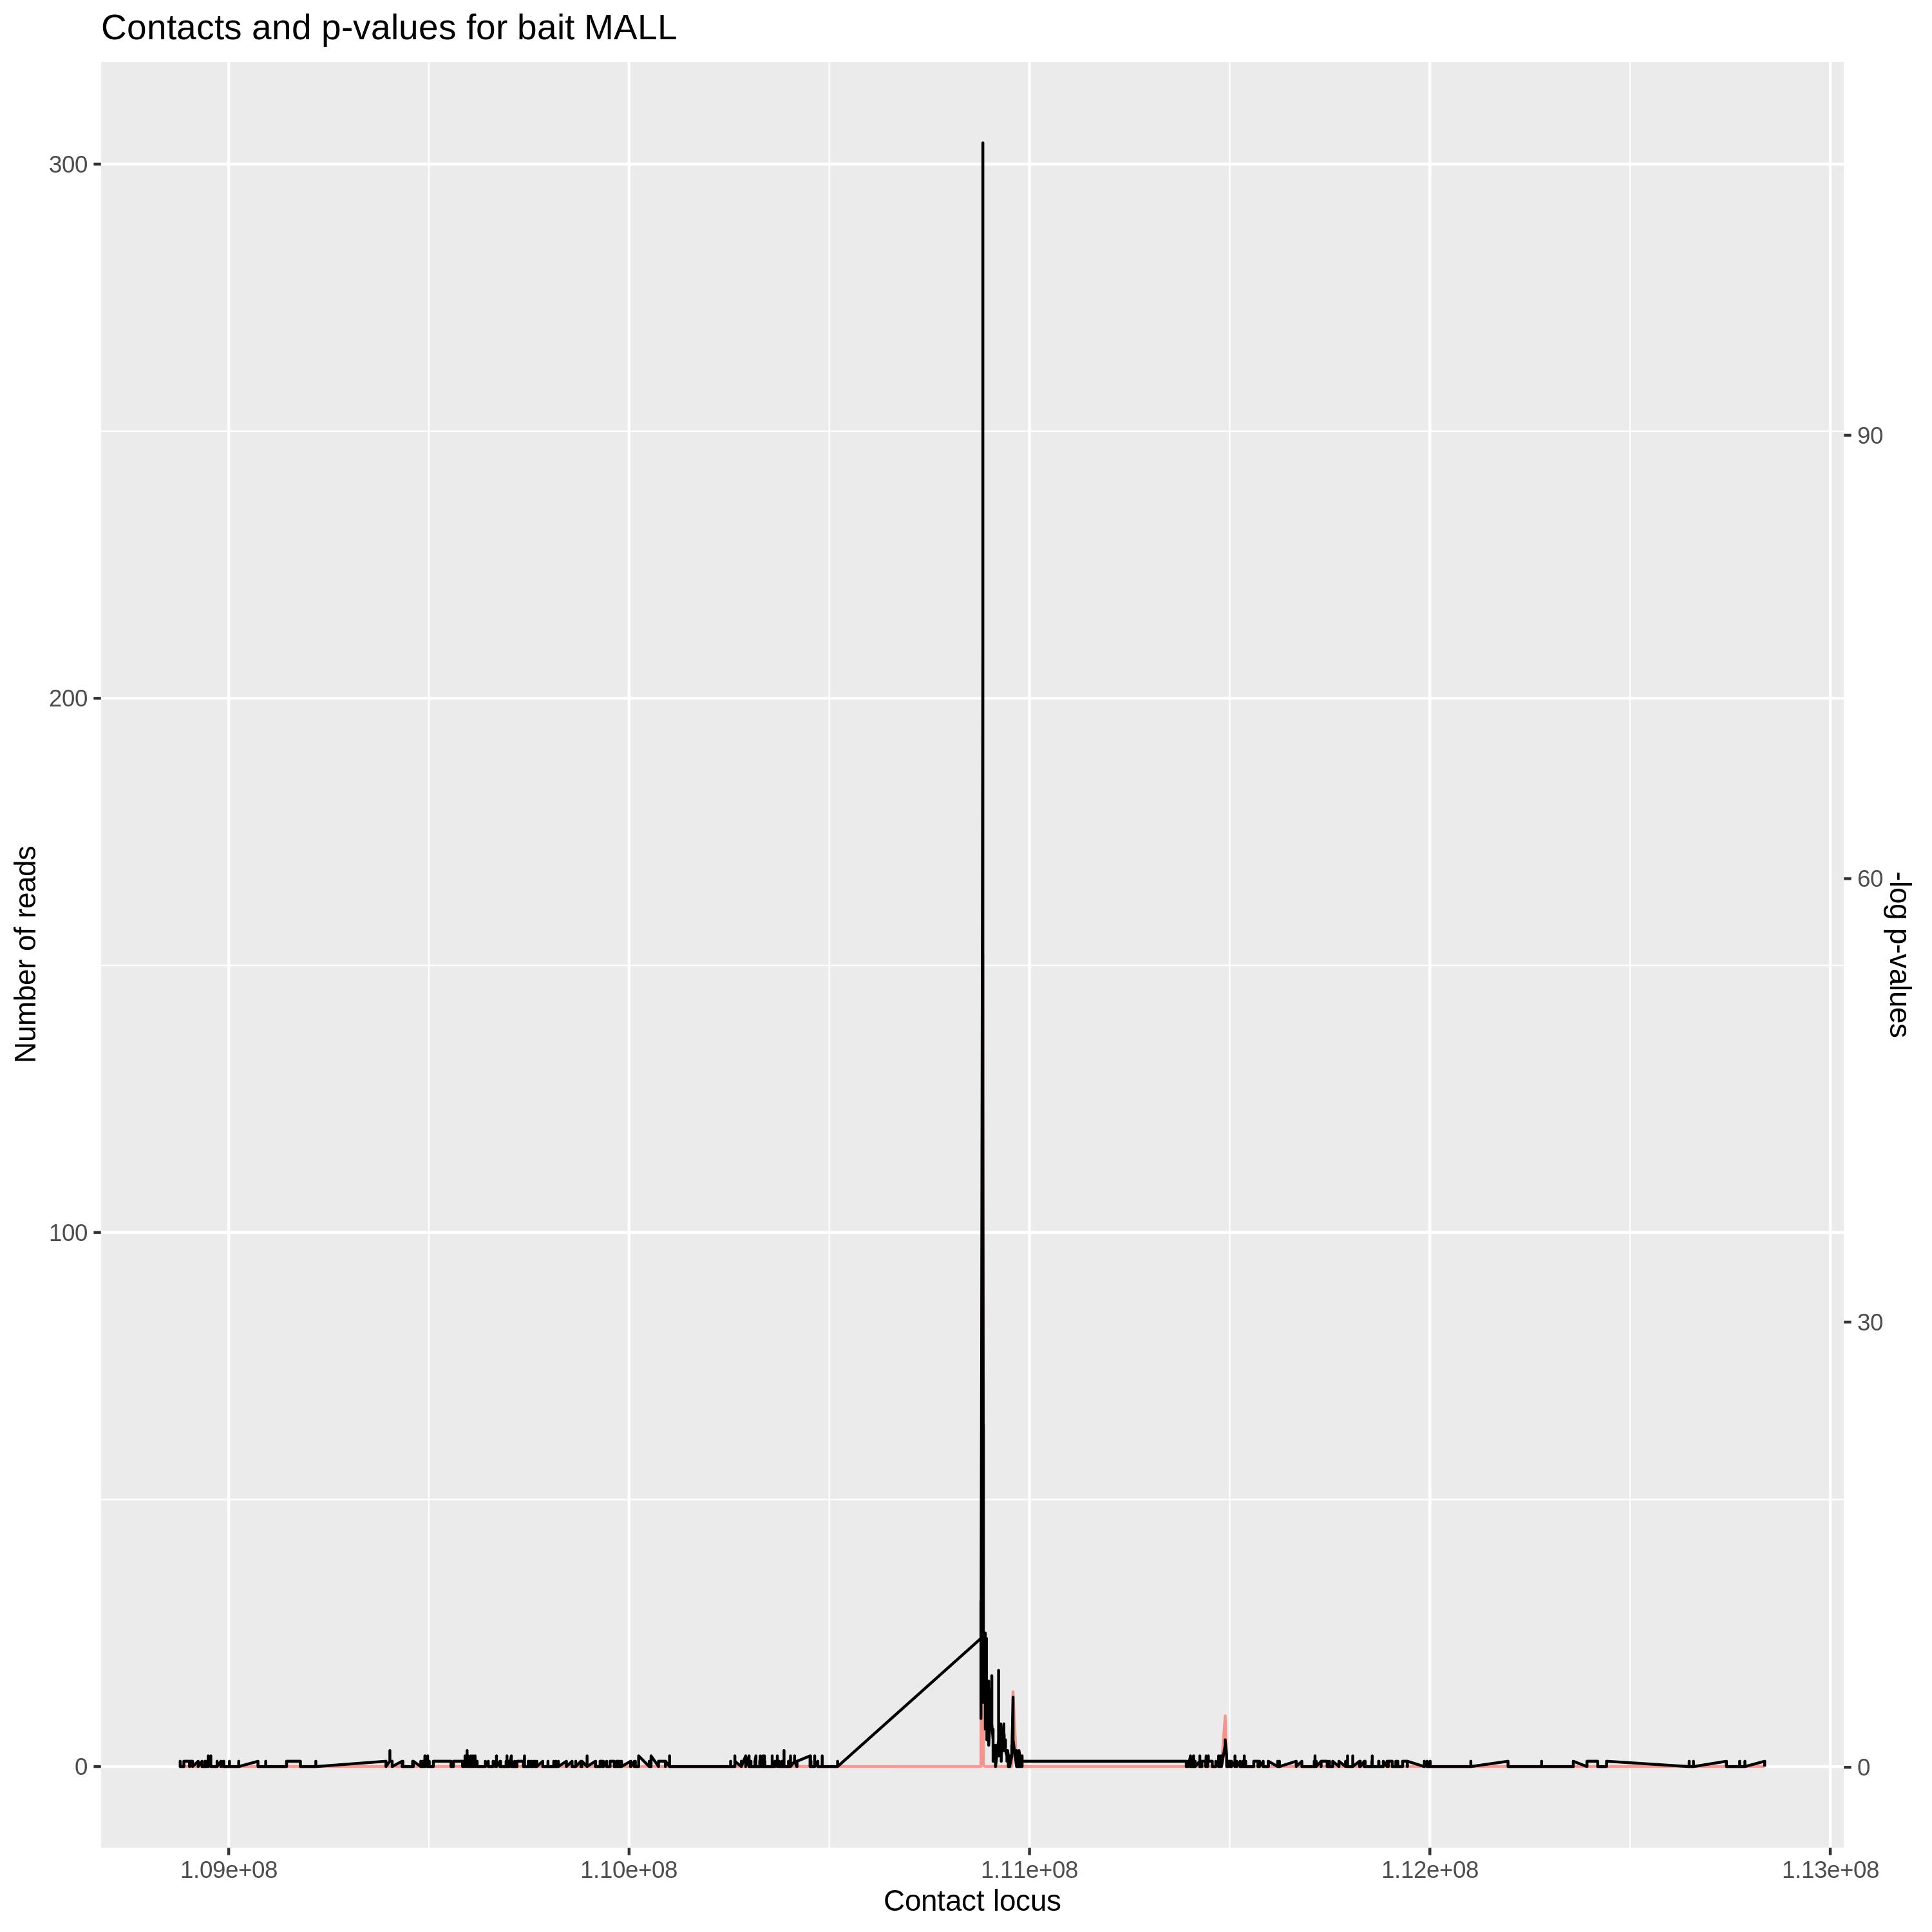 Contacts and p-values for bait MALL
300
200
100
0
Number of reads
90
60
30
0
-log p-values
1.09e+08
1.10e+08
1.11e+08
1.12e+08
1.13e+08
Contact locus